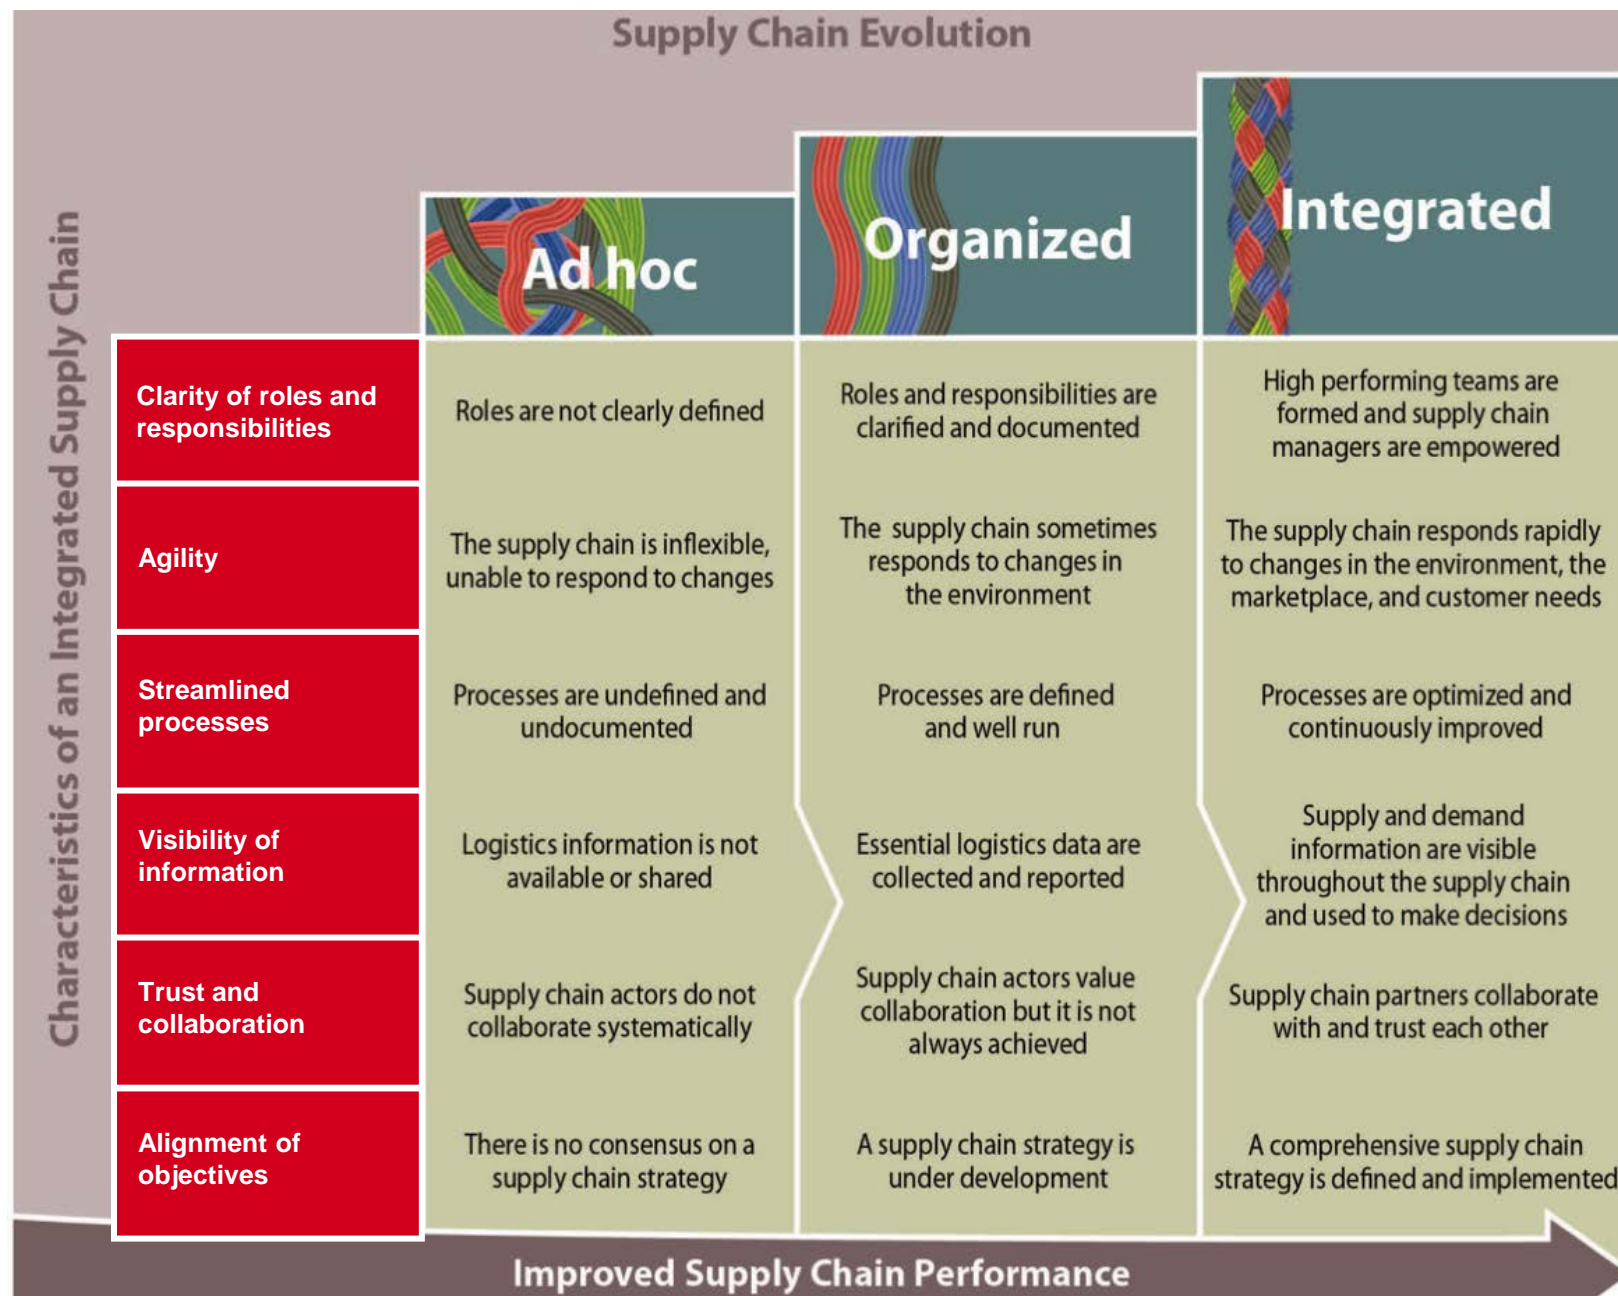 Supply Chain Evolution
Characteristics of an Integrated Supply Chain
Ad hoc
Organized
Integrated
Clarity of roles and
responsibilities
Roles are not clearly defined
Roles and responsibilities are
clarified and documented
High performing teams are
formed and supply chain
managers are empowered
Agility
The supply chain is inflexible,
unable to respond to changes
The supply chain sometimes
responds to changes in
the environment
The supply chain responds rapidly
to changes in the environment, the
marketplace, and customer needs
Streamlined
processes
Processes are undefined and
undocumented
Processes are defined
and well run
Processes are optimized and
continuously improved
Visibility of
information
Logistics information is not
available or shared
Essential logistics data are
collected and reported
Supply and demand
information are visible
throughout the supply chain
and used to make decisions
Trust and
collaboration
Supply chain actors do not
collaborate systematically
Supply chain actors value
collaboration but it is not
always achieved
Supply chain partners collaborate
with and trust each other
Alignment of
objectives
There is no consensus on a
supply chain strategy
A supply chain strategy is
under development
A comprehensive supply chain
strategy is defined and implemented
Improved Supply Chain Performance